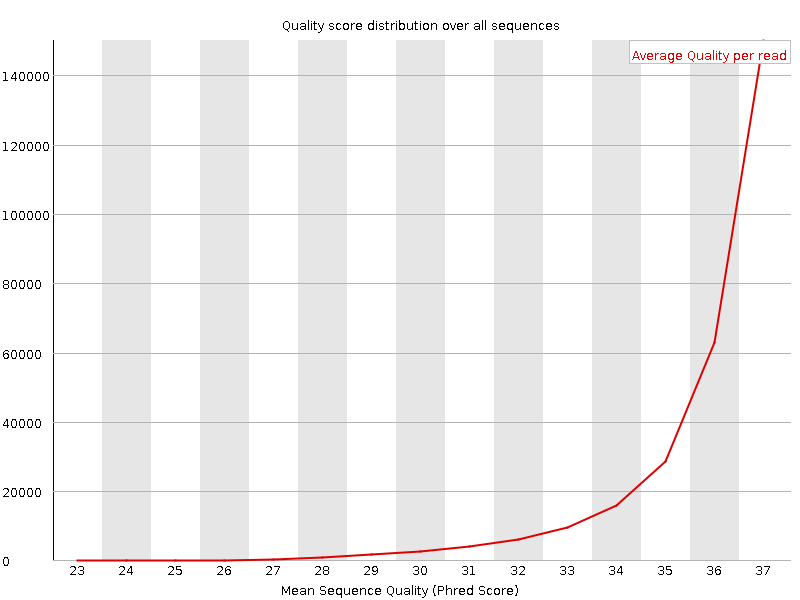 Quality score distribution over all sequences
Average Quality per read
140000
120000
100000
80000
60000
40000
20000
0
23 24 25 26 27 28 29 30 31 32 33 34 35 36 37
Mean Sequence Quality (Phred Score)